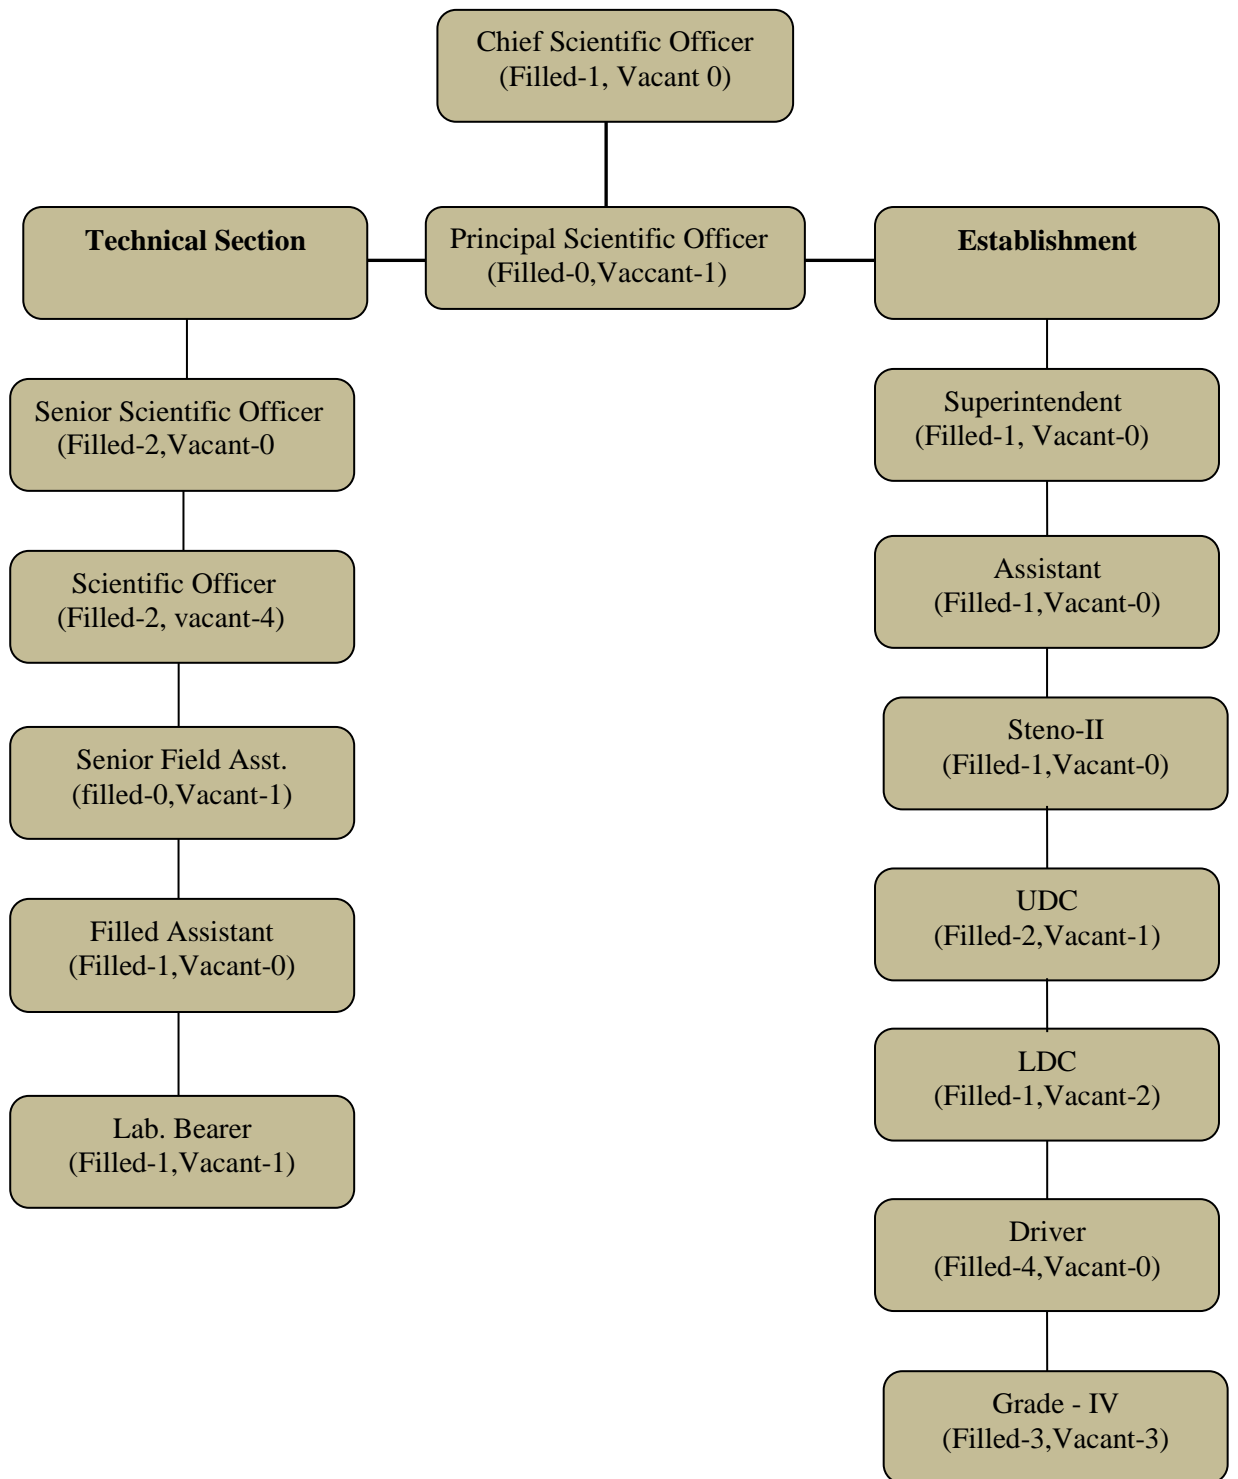 Chief Scientific Officer
(Filled-1, Vacant 0)
Technical Section
Principal Scientific Officer
(Filled-0,Vaccant-1)
Establishment
Senior Scientific Officer
(Filled-2,Vacant-0
Scientific Officer
(Filled-2, vacant-4)
Senior Field Asst.
(filled-0,Vacant-1)
Filled Assistant
(Filled-1,Vacant-0)
Lab. Bearer
(Filled-1,Vacant-1)
Superintendent
(Filled-1, Vacant-0)
Assistant
(Filled-1,Vacant-0)
Steno-II
(Filled-1,Vacant-0)
UDC
(Filled-2,Vacant-1)
LDC
(Filled-1,Vacant-2)
Driver
(Filled-4,Vacant-0)
Grade - IV
(Filled-3,Vacant-3)